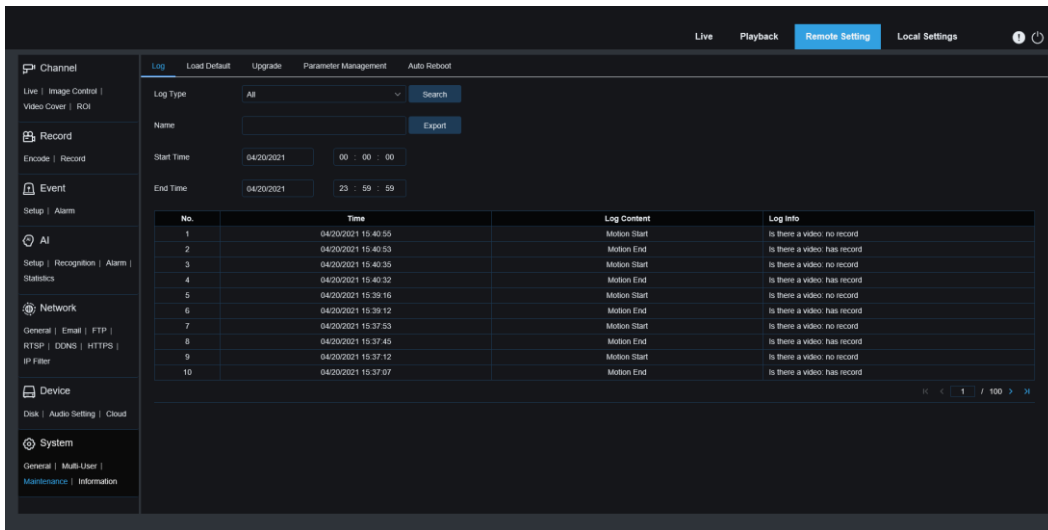 Live Playback Remote Setting Local Settings
Channel
Live | Image Control |
Video Cover | ROI
Record
Encode | Record
Event
Setup | Alarm
AI
Setup | Recognition | Alarm |
Statistics
Network
General | Email | FTP |
RTSP | DDNS | HTTPS |
IP Filter
Device
Disk | Audio Setting | Cloud
System
General | Multi-User |
Maintenance | Information
Log Load Default Upgrade Parameter Management Auto Reboot
Log Type All Search
Name Export
Start Time 04/20/2021 00 : 00 : 00
End Time 04/20/2021 23 : 59 : 59
No. Time Log Content Log Info
1 04/20/2021 15:40:55 Motion Start Is there a video: no record
2 04/20/2021 15:40:53 Motion End Is there a video: has record
3 04/20/2021 15:40:35 Motion Start Is there a video: no record
4 04/20/2021 15:40:32 Motion End Is there a video: has record
5 04/20/2021 15:39:16 Motion Start Is there a video: no record
6 04/20/2021 15:39:12 Motion End Is there a video: has record
7 04/20/2021 15:37:53 Motion Start Is there a video: no record
8 04/20/2021 15:37:45 Motion End Is there a video: has record
9 04/20/2021 15:37:12 Motion Start Is there a video: no record
10 04/20/2021 15:37:07 Motion End Is there a video: has record
1 / 100